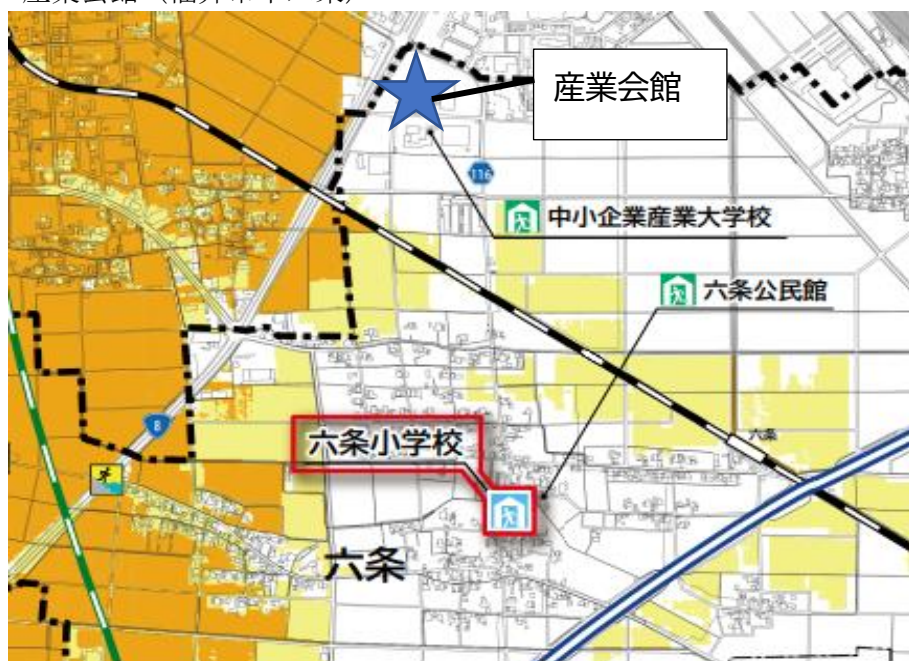 産業会館
116
中小企業産業大学校
六条公民館
六条
8
六条小学校
六条